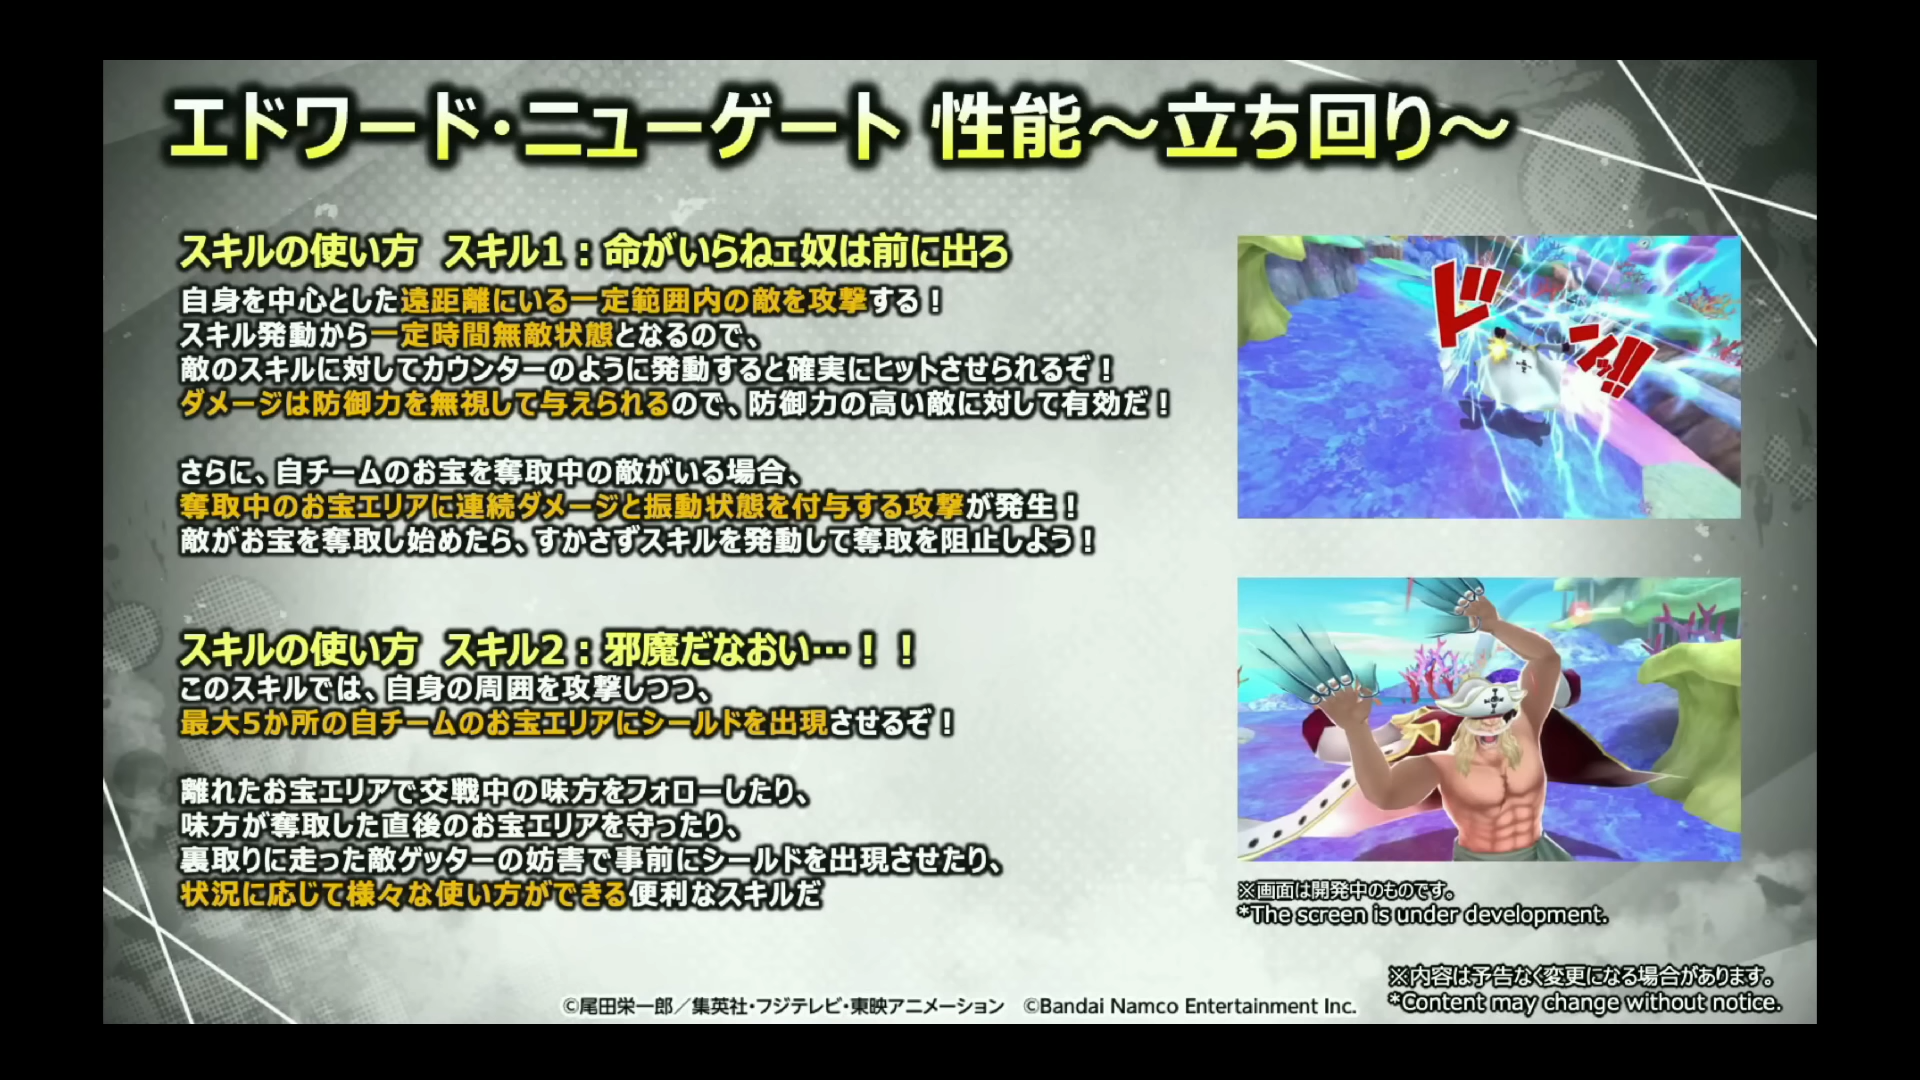 エドワード・ニューゲート 性能～立ち回り～
スキルの使い方 スキル1：命がいらねェ奴は前に出ろ
自身を中心とした遠距離にいる一定範囲内の敵を攻撃する！
スキル発動から一定時間無敵状態となるので、
敵のスキルに対してカウンターのように発動すると確実にヒットさせられるぞ！
ダメージは防御力を無視して与えられるので、防御力の高い敵に対して有効だ！
さらに、自チームのお宝を奪取中の敵がいる場合、
奪取中のお宝エリアに連続ダメージと振動状態を付与する攻撃が発生！
敵がお宝を奪取し始めたら、すかさずスキルを発動して奪取を阻止しよう！
ドンッ!!
スキルの使い方 スキル2：邪魔だなおい…！！
このスキルでは、自身の周囲を攻撃しつつ、
最大5か所の自チームのお宝エリアにシールドを出現させるぞ！
離れたお宝エリアで交戦中の味方をフォローしたり、
味方が奪取した直後のお宝エリアを守ったり、
裏取りに走った敵ゲッターの妨害で事前にシールドを出現させたり、
状況に応じて様々な使い方ができる便利なスキルだ
※画面は開発中のものです。
*The screen is under development.
※内容は予告なく変更になる場合があります。
*Content may change without notice.
©尾田栄一郎／集英社・フジテレビ・東映アニメーション ©Bandai Namco Entertainment Inc.